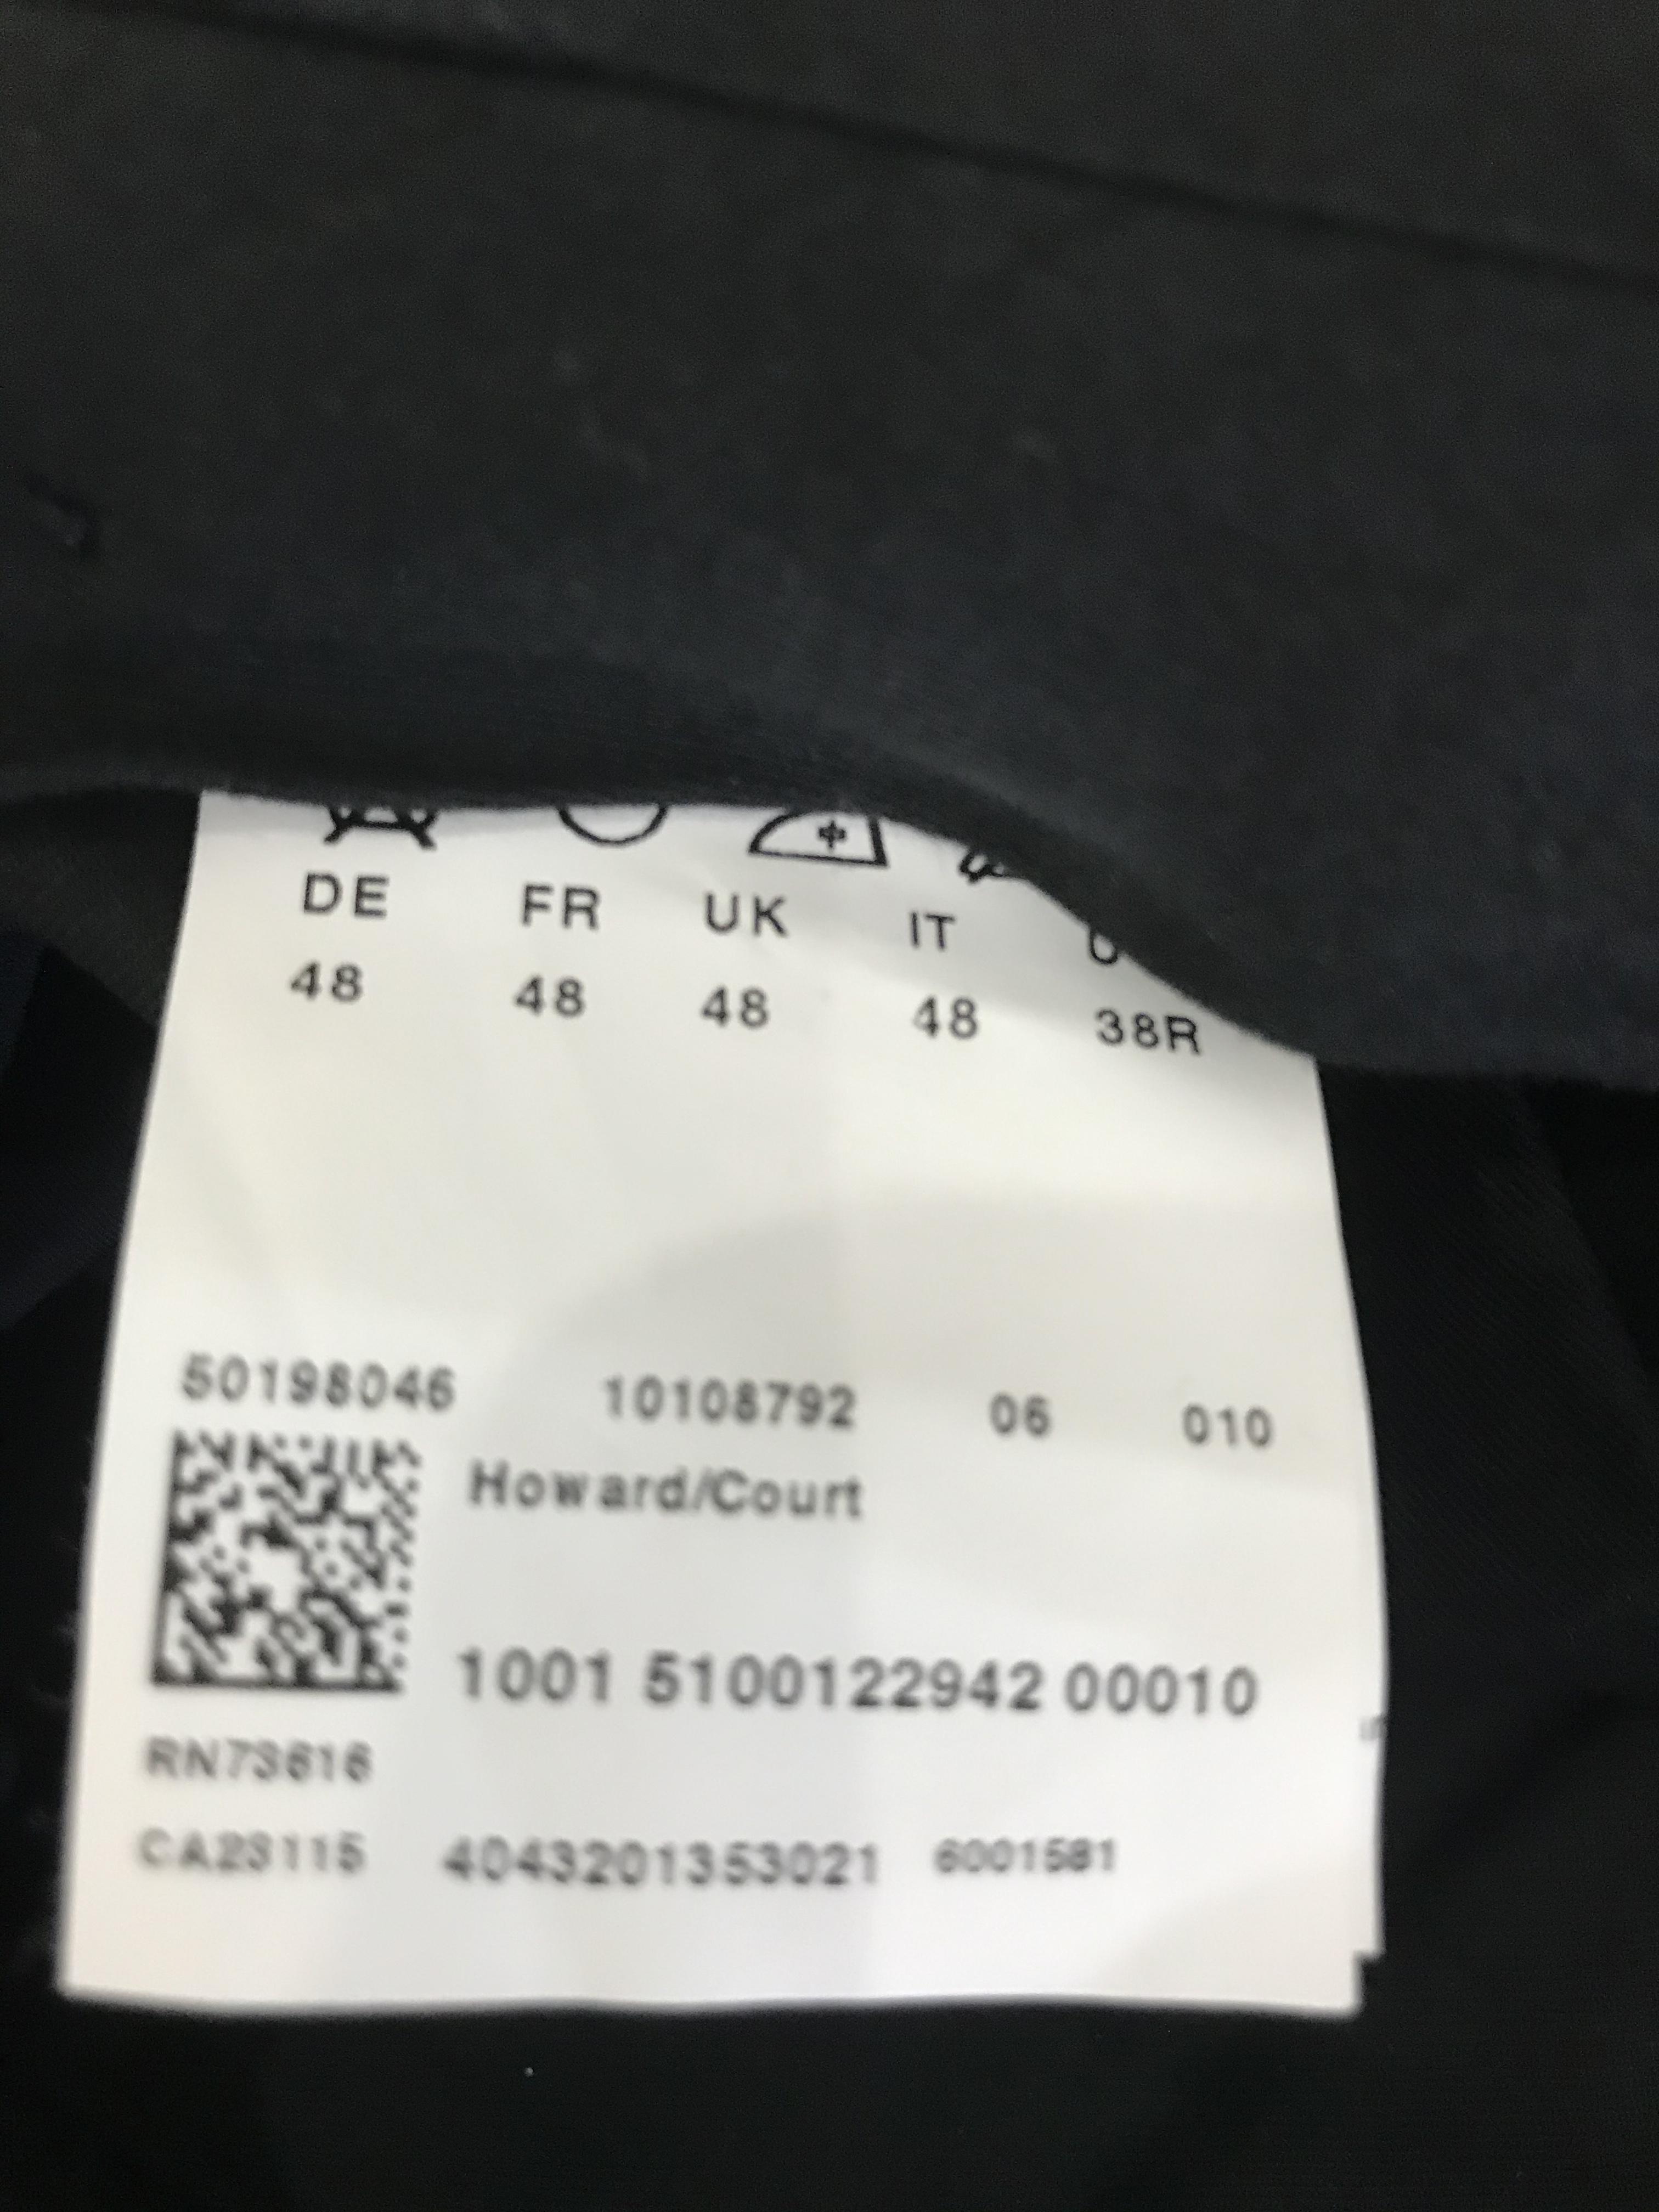 DE FR UK IT U
48 48 48 48 38R
50198046 10108792 06 010
Howard/Court
1001 5100122942 00010
RN73616
CA23115 4043201353021 6001581